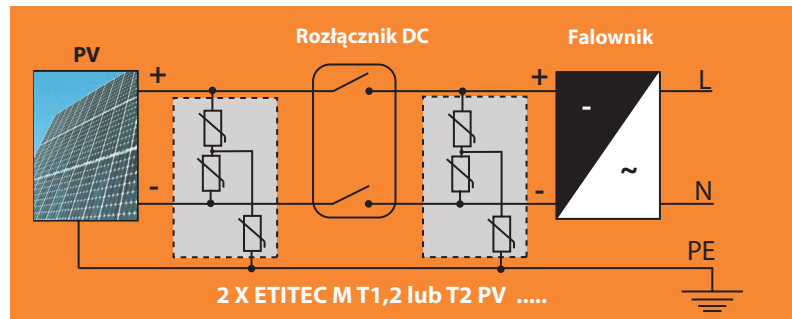 Rozłącznik DC
Falownik
PV
+
+
L
-
~
-
-
N
PE
2 X ETITEC M T1,2 lub T2 PV .....